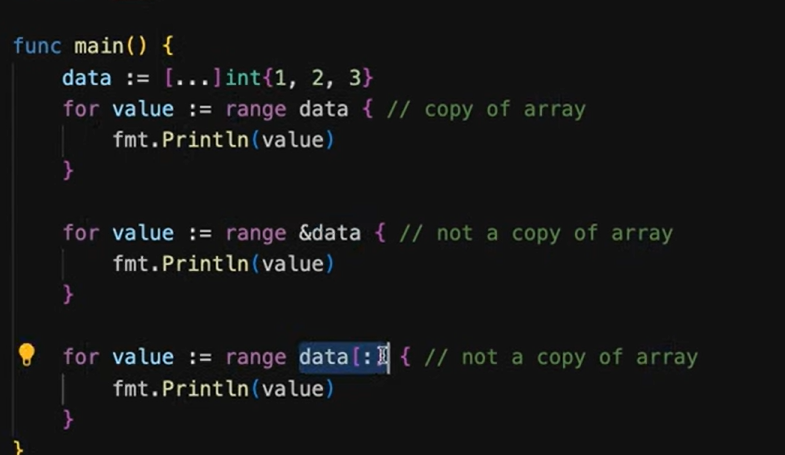 func main() {
data := [...]int{1, 2, 3}
for value := range data { // copy of array
fmt.Println(value)
}
for value := range &data { // not a copy of array
fmt.Println(value)
}
for value := range data[:] { // not a copy of array
fmt.Println(value)
}
}